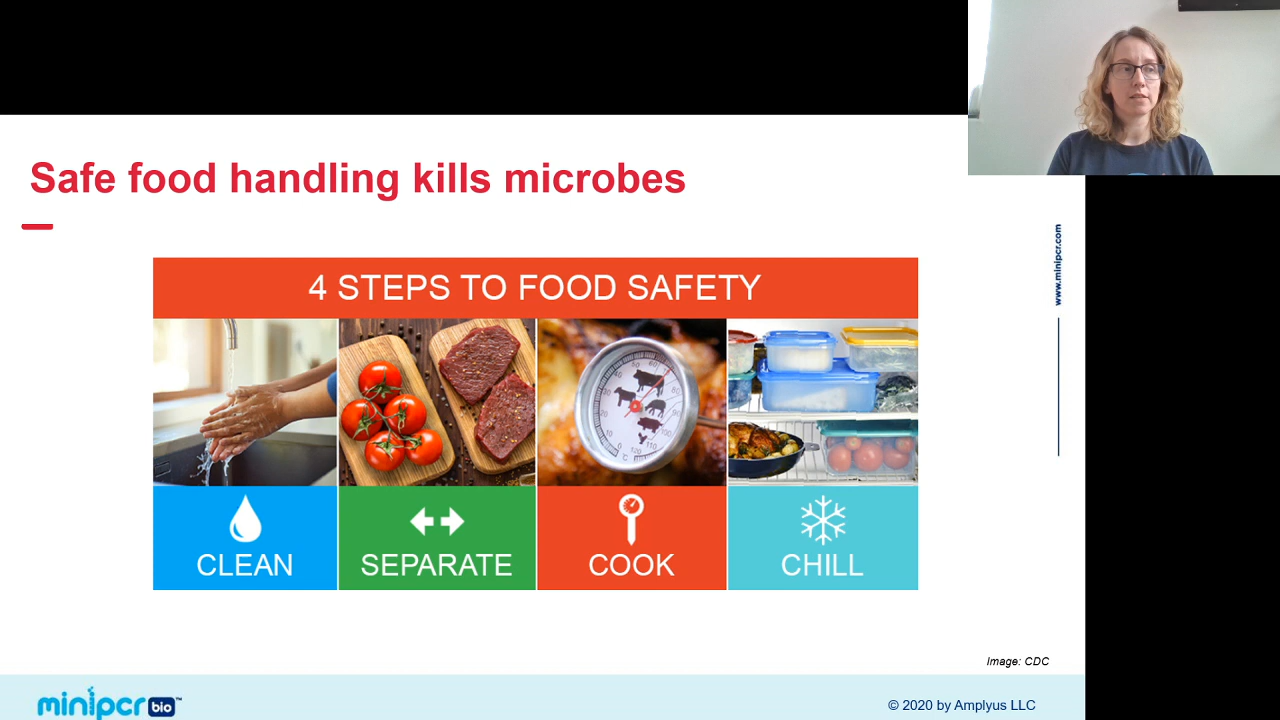 Safe food handling kills microbes
4 STEPS TO FOOD SAFETY
CLEAN
SEPARATE
COOK
CHILL
www.minipcr.com
Image: CDC
minipcr bio™
© 2020 by Amplyus LLC